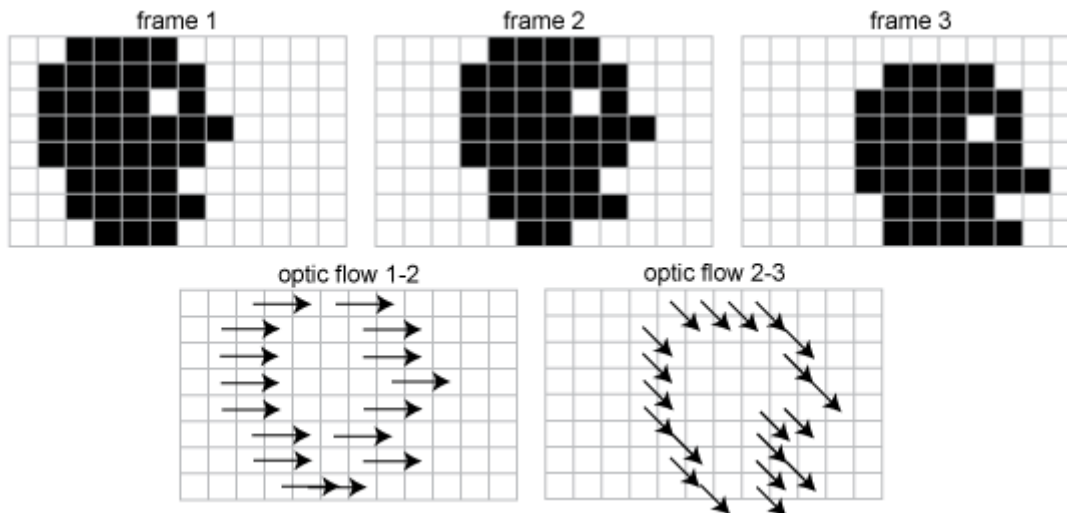 frame 1
frame 2
frame 3
optic flow 1-2
optic flow 2-3